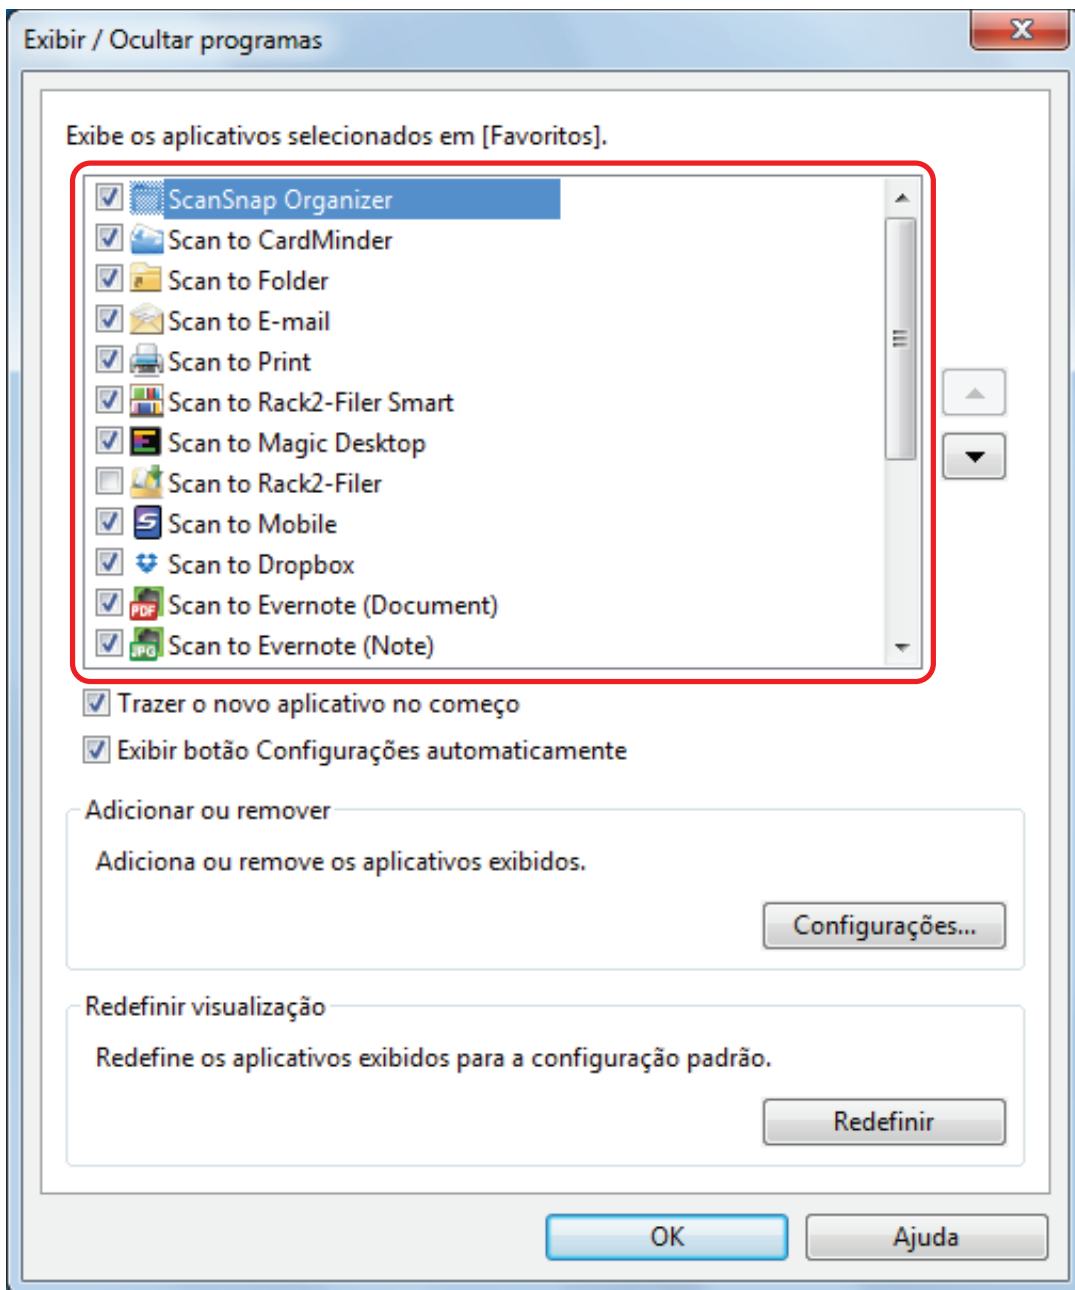 Exibir / Ocultar programas
Exibe os aplicativos selecionados em [Favoritos].
ScanSnap Organizer
Scan to CardMinder
Scan to Folder
Scan to E-mail
Scan to Print
Scan to Rack2-Filer Smart
Scan to Magic Desktop
Scan to Rack2-Filer
Scan to Mobile
Scan to Dropbox
PDF Scan to Evernote (Document)
JPG Scan to Evernote (Note)
Trazer o novo aplicativo no começo
Exibir botão Configurações automaticamente
Adicionar ou remover
Adiciona ou remove os aplicativos exibidos.
Configurações...
Redefinir visualização
Redefine os aplicativos exibidos para a configuração padrão.
Redefinir
OK
Ajuda